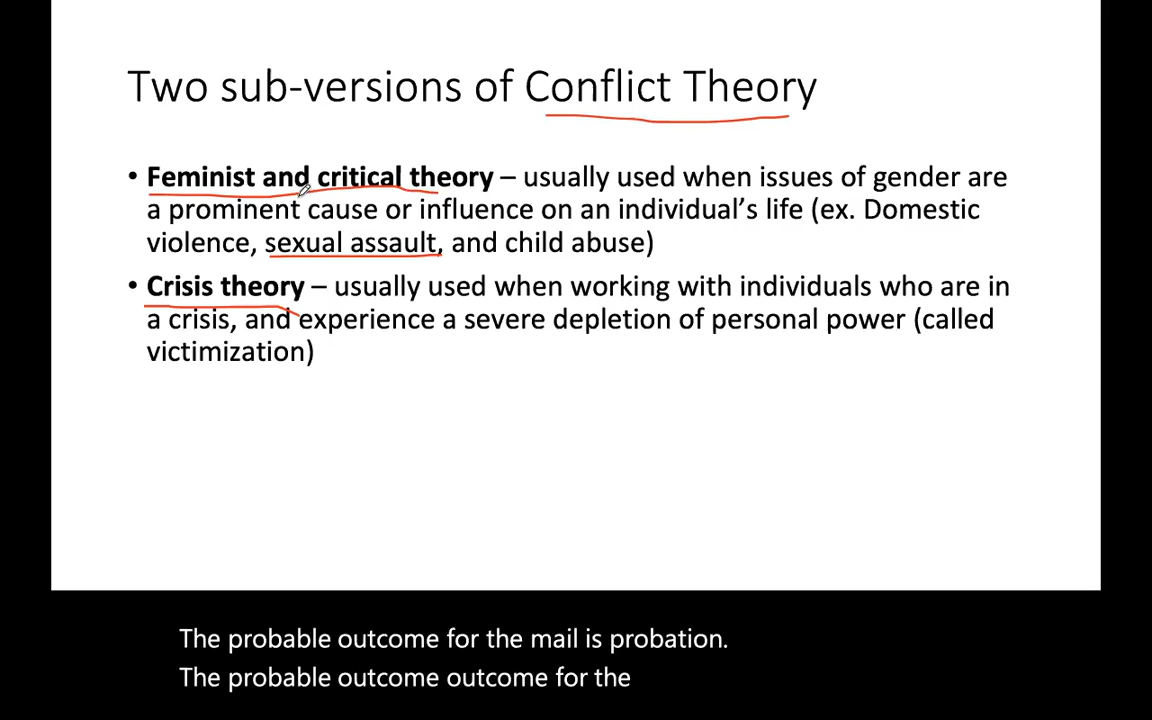 Two sub-versions of Conflict Theory
• Feminist and critical theory – usually used when issues of gender are
a prominent cause or influence on an individual's life (ex. Domestic
violence, sexual assault, and child abuse)
• Crisis theory – usually used when working with individuals who are in
a crisis, and experience a severe depletion of personal power (called
victimization)
The probable outcome for the mail is probation.
The probable outcome outcome for the